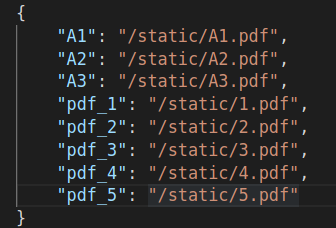 {
"A1": "/static/A1.pdf",
"A2": "/static/A2.pdf",
"A3": "/static/A3.pdf",
"pdf_1": "/static/1.pdf",
"pdf_2": "/static/2.pdf",
"pdf_3": "/static/3.pdf",
"pdf_4": "/static/4.pdf",
"pdf_5": "/static/5.pdf"
}